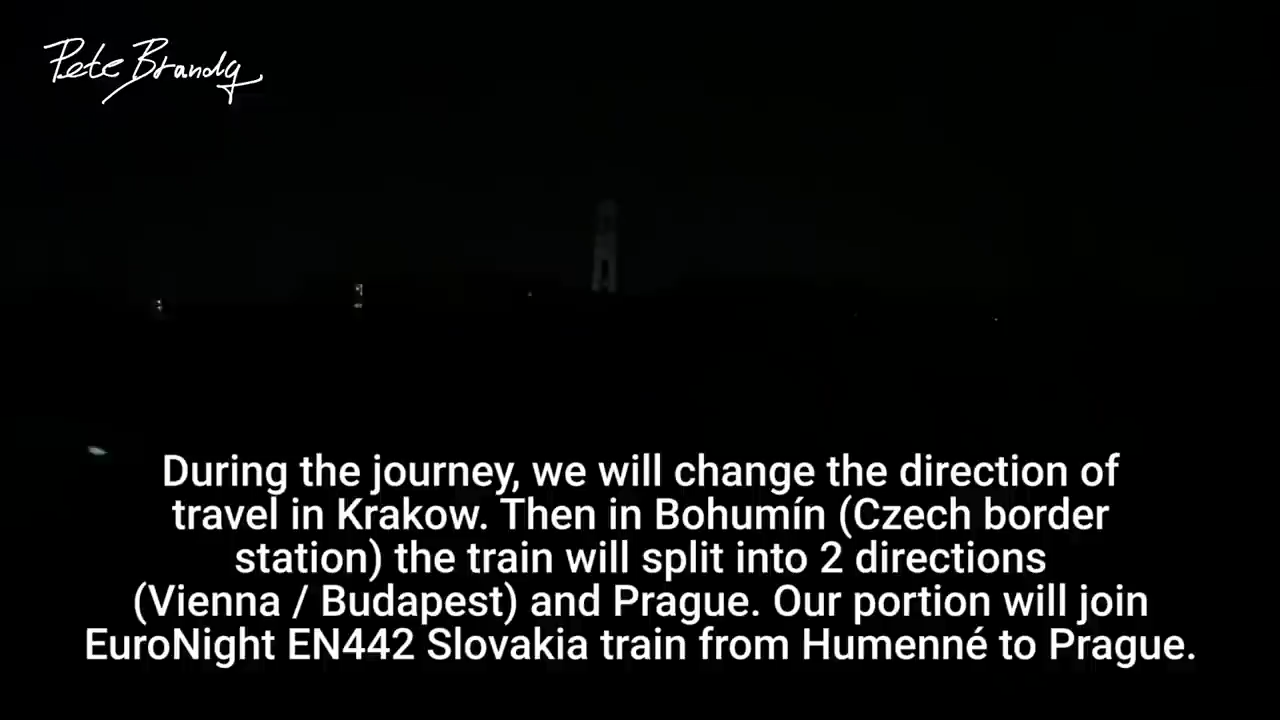 Pete Brandy
During the journey, we will change the direction of
travel in Krakow. Then in Bohumín (Czech border
station) the train will split into 2 directions
(Vienna / Budapest) and Prague. Our portion will join
EuroNight EN442 Slovakia train from Humenné to Prague.